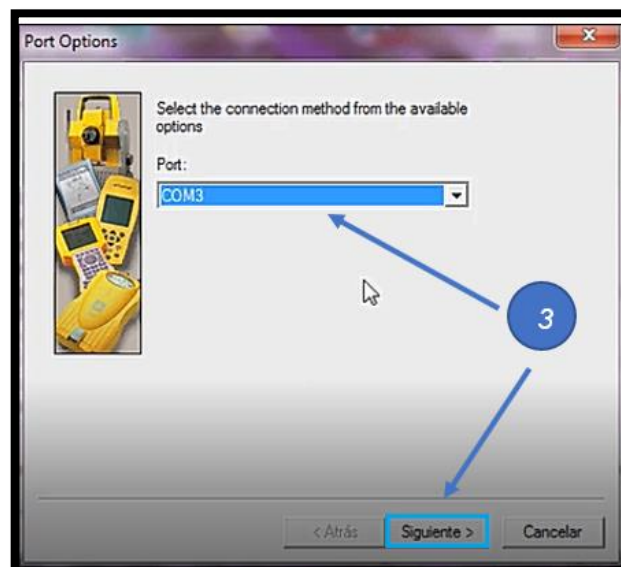 Port Options
Select the connection method from the available
options
Port:
COM3
3
< Atrás
Siguiente >
Cancelar